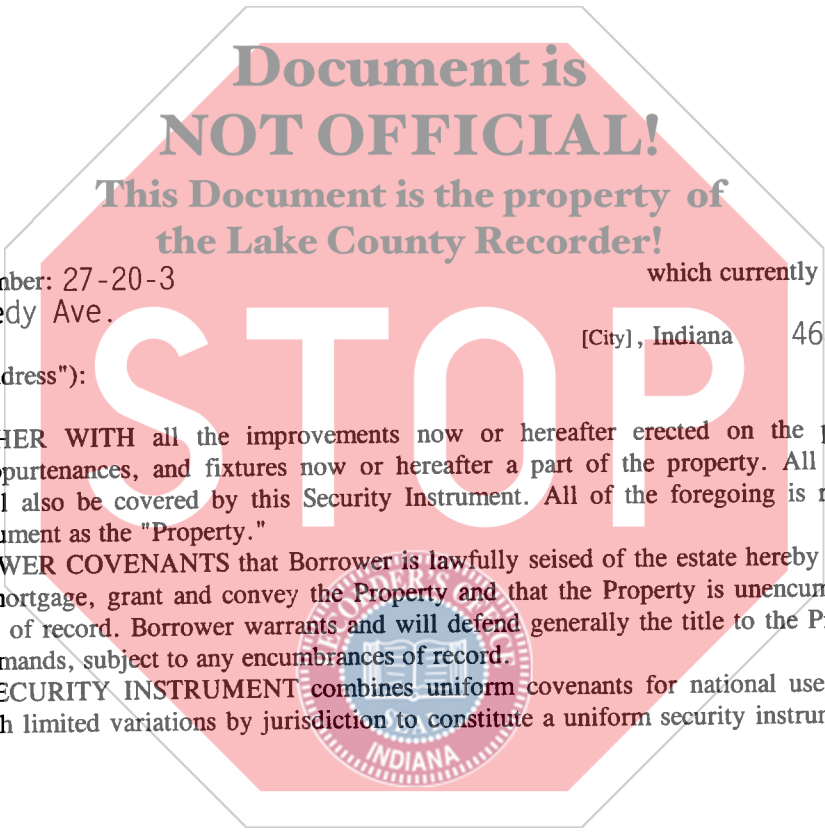 Document is
NOT OFFICIAL!
This Document is the property of
the Lake County Recorder!
nber: 27-20-3 which currently
edy Ave.
[City], Indiana 46
dress"):
STOP
HER WITH all the improvements now or hereafter erected on the p
ppurtenances, and fixtures now or hereafter a part of the property. All
l also be covered by this Security Instrument. All of the foregoing is r
ument as the "Property."
WER COVENANTS that Borrower is lawfully seised of the estate hereby
nortgage, grant and convey the Property and that the Property is unencum
of record. Borrower warrants and will defend generally the title to the P
mands, subject to any encumbrances of record.
ECURITY INSTRUMENT combines uniform covenants for national use
h limited variations by jurisdiction to constitute a uniform security instrum
SEAL
INDIANA